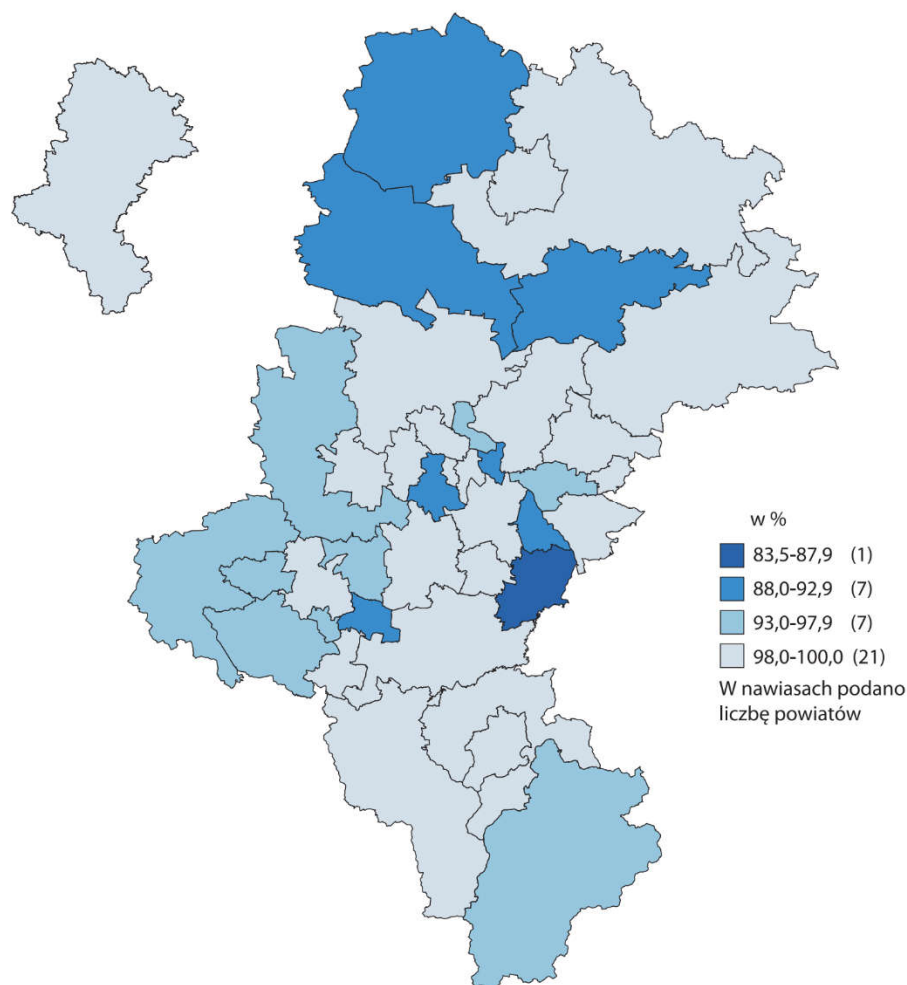 w %
83,5-87,9 (1)
88,0-92,9 (7)
93,0-97,9 (7)
98,0-100,0 (21)
W nawiasach podano
liczbę powiatów